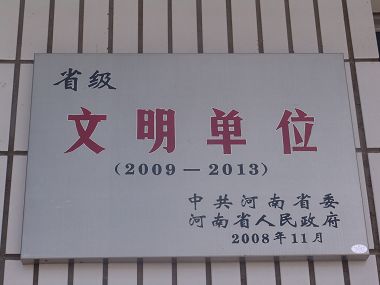 省级
文明单位
(2009—2013)
中共河南省委
河南省人民政府
2008年11月